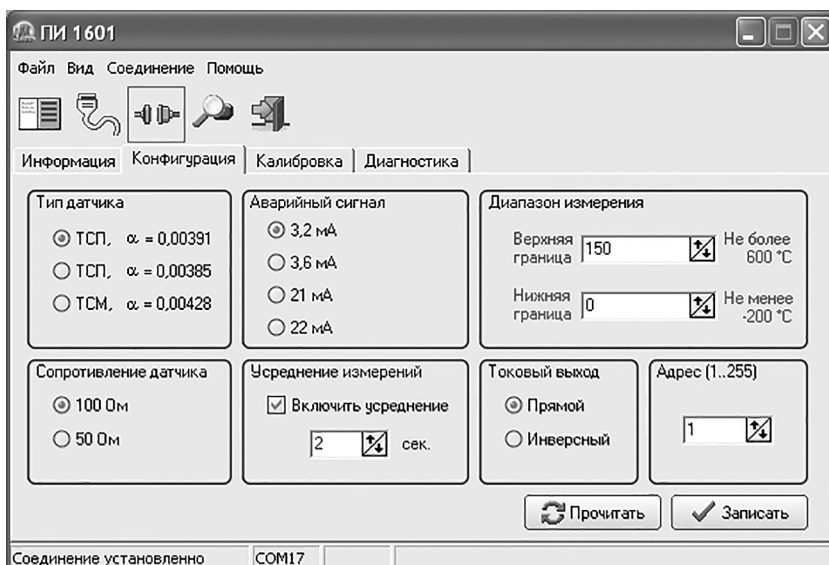 ПИ 1601
Файл Вид Соединение Помощь
Информация Конфигурация Калибровка Диагностика
Тип датчика
ТСП, α = 0,00391
ТСП, α = 0,00385
ТСМ, α = 0,00428
Аварийный сигнал
3,2 мА
3,6 мА
21 мА
22 мА
Диапазон измерения
Верхняя граница 150 Не более 600 °C
Нижняя граница 0 Не менее -200 °C
Сопротивление датчика
100 Ом
50 Ом
Усреднение измерений
Включить усреднение
2 сек.
Токовый выход
Прямой
Инверсный
Адрес (1..255)
1
Прочитать Записать
Соединение установленно COM17